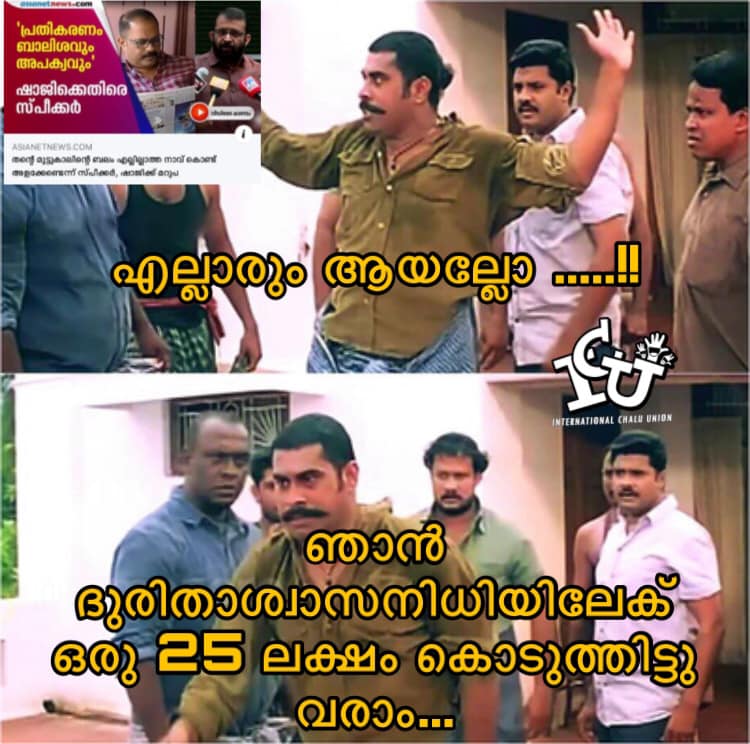 asianetnews.com
'പ്രതികരണം
ബാലിശവും
അപക്വവും'
ഷാജിക്കെതിരെ
സ്പീക്കർ
ASIANETNEWS.COM
തന്റെ മുട്ടുകാലിന്റെ ബലം എല്ലില്ലാത്ത നാവ് കൊണ്ട്
അളക്കേണ്ടെന്ന് സ്പീക്കർ, ഷാജിക്ക് മറുപ
എല്ലാരും ആയല്ലോ .....!!
ICU
INTERNATIONAL CHALU UNION
ഞാൻ
ദുരിതാശ്വാസനിധിയിലേക്
ഒരു 25 ലക്ഷം കൊടുത്തിട്ടു
വരാം...